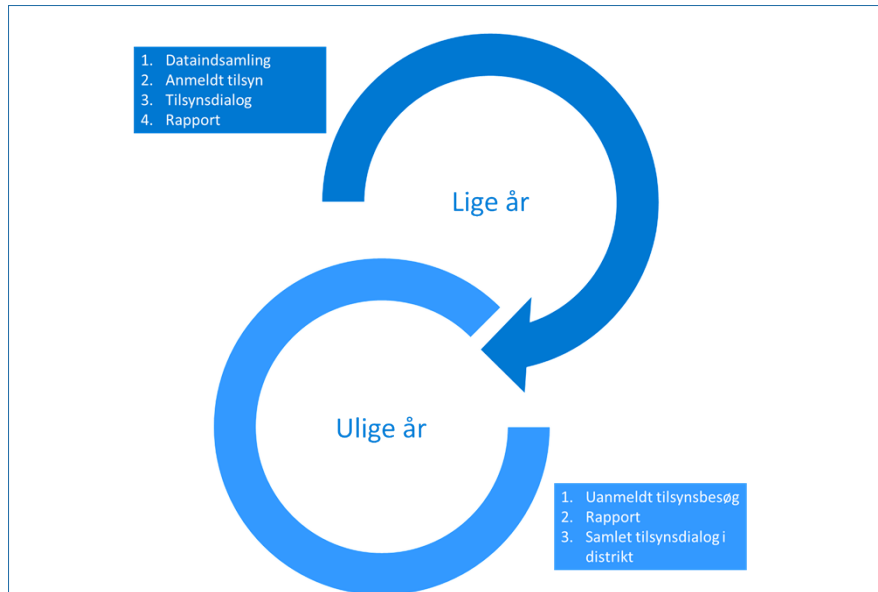 1. Dataindsamling
2. Anmeldt tilsyn
3. Tilsynsdialog
4. Rapport
Lige år
Ulige år
1. Uanmeldt tilsynsbesøg
2. Rapport
3. Samlet tilsynsdialog i
distrikt